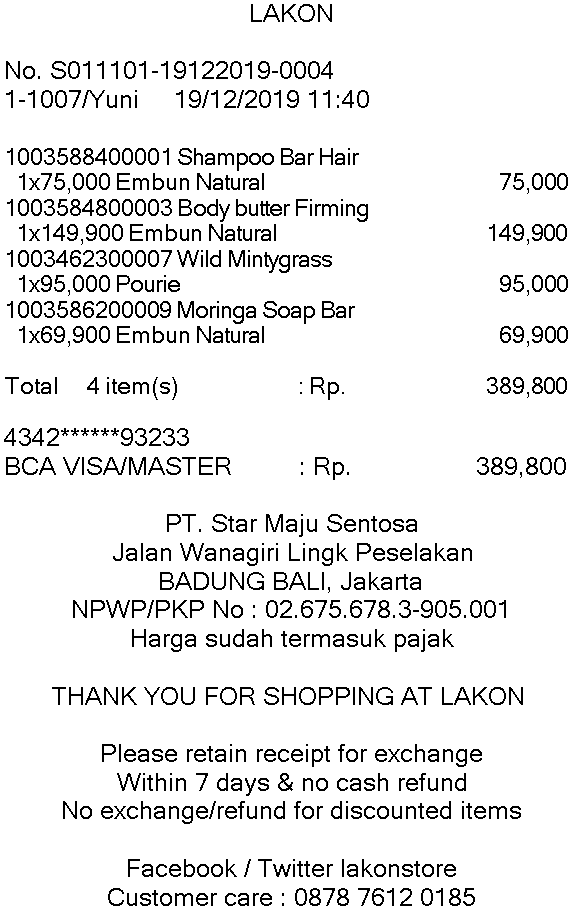 LAKON
No. S011101-19122019-0004
1-1007/Yuni 19/12/2019 11:40
1003588400001 Shampoo Bar Hair
1x75,000 Embun Natural 75,000
1003584800003 Body butter Firming
1x149,900 Embun Natural 149,900
1003462300007 Wild Mintygrass
1x95,000 Pourie 95,000
1003586200009 Moringa Soap Bar
1x69,900 Embun Natural 69,900
Total 4 item(s) : Rp. 389,800
4342******93233
BCA VISA/MASTER : Rp. 389,800
PT. Star Maju Sentosa
Jalan Wanagiri Lingk Peselakan
BADUNG BALI, Jakarta
NPWP/PKP No : 02.675.678.3-905.001
Harga sudah termasuk pajak
THANK YOU FOR SHOPPING AT LAKON
Please retain receipt for exchange
Within 7 days & no cash refund
No exchange/refund for discounted items
Facebook / Twitter lakonstore
Customer care : 0878 7612 0185